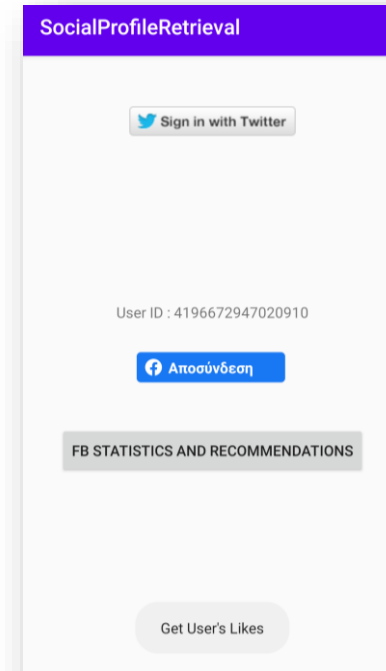 SocialProfileRetrieval
Sign in with Twitter
User ID : 4196672947020910
Αποσύνδεση
FB STATISTICS AND RECOMMENDATIONS
Get User's Likes